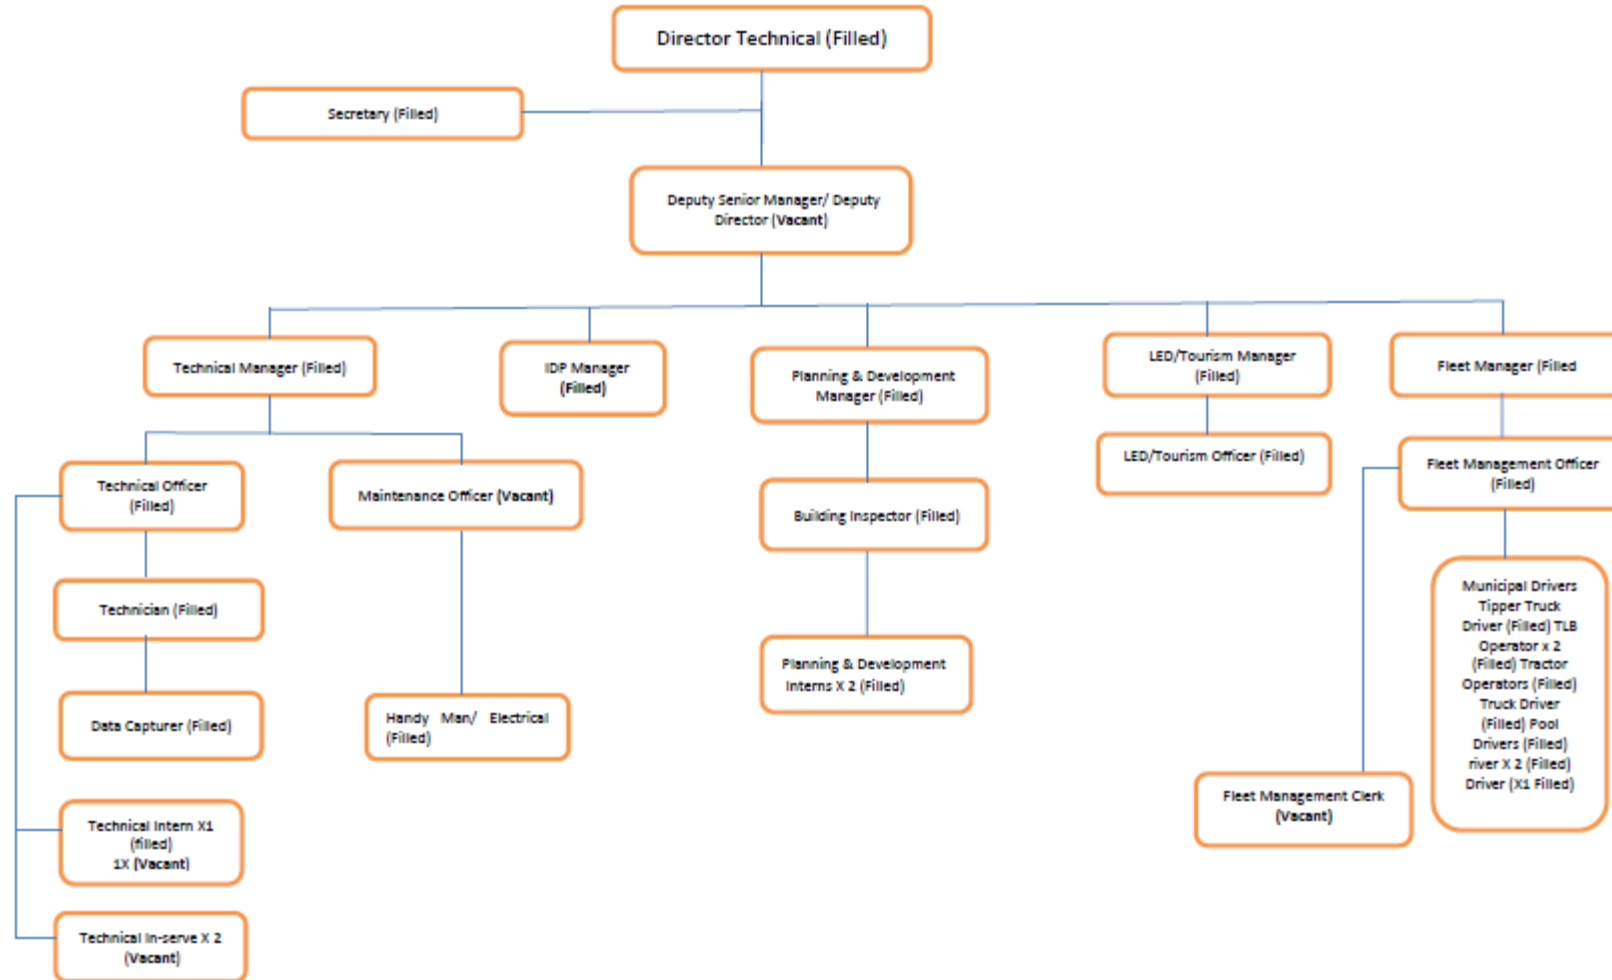 Director Technical (Filled)
Secretary (Filled)
Deputy Senior Manager/ Deputy
Director (Vacant)
Technical Manager (Filled)
IDP Manager
(Filled)
Planning & Development
Manager (Filled)
LED/Tourism Manager
(Filled)
Fleet Manager (Filled
Technical Officer
(Filled)
Maintenance Officer (Vacant)
Building Inspector (Filled)
LED/Tourism Officer (Filled)
Fleet Management Officer
(Filled)
Technician (Filled)
Data Capturer (Filled)
Handy Man/ Electrical
(Filled)
Planning & Development
Interns X 2 (Filled)
Municipal Drivers
Tipper Truck
Driver (Filled) TLB
Operator x 2
(Filled) Tractor
Operators (Filled)
Truck Driver
(Filled) Pool
Drivers (Filled)
river X 2 (Filled)
Driver (X1 Filled)
Fleet Management Clerk
(Vacant)
Technical Intern X1
(filled)
1X (Vacant)
Technical In-serve X 2
(Vacant)